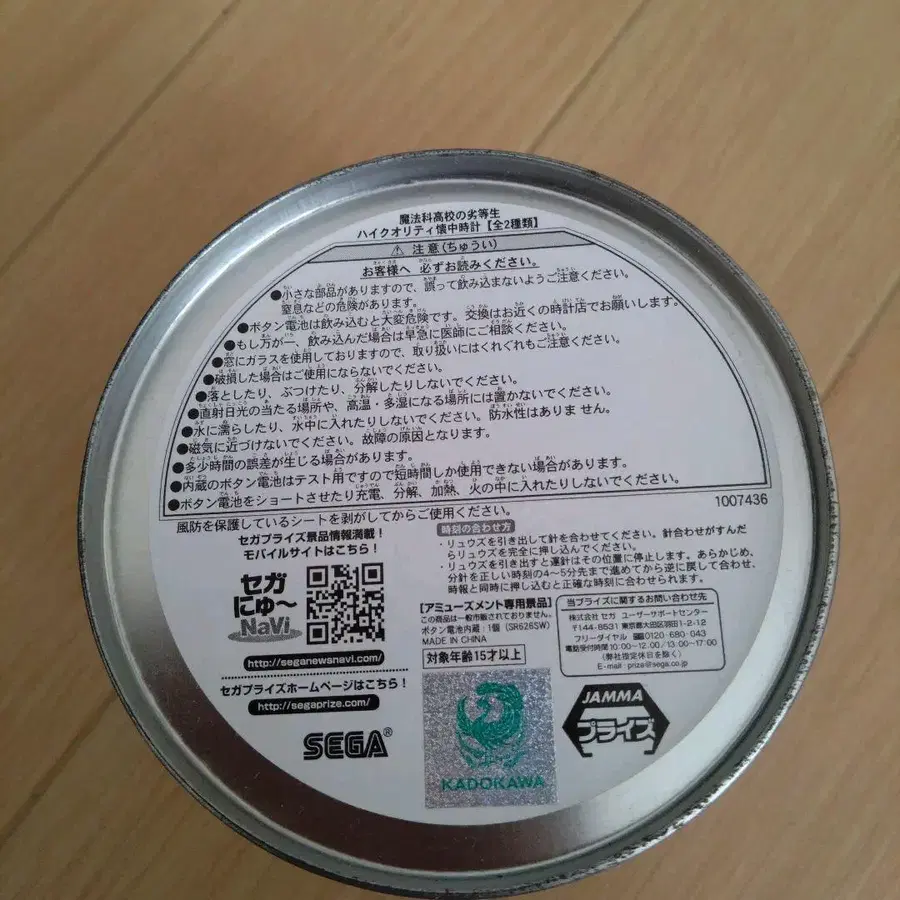 魔法科高校の劣等生
ハイクオリティ懐中時計【全2種類】
⚠ 注意(ちゅうい)
お客様へ 必ずお読みください。
●小さな部品がありますので、誤って飲み込まないようご注意ください。
窒息などの危険があります。
●ボタン電池は飲み込むと大変危険です。交換はお近くの時計店でお願いします。
●もし万が一、飲み込んだ場合は早急に医師にご相談ください。
●窓にガラスを使用しておりますので、取り扱いにはくれぐれもご注意ください。
●破損した場合はご使用にならないでください。
●落としたり、ぶつけたり、分解したりしないでください。
●直射日光の当たる場所や、高温・多湿になる場所には置かないでください。
●水に濡らしたり、水中に入れたりしないでください。防水性はありません。
●磁気に近づけないでください。故障の原因となります。
●多少時間の誤差が生じる場合があります。
●内蔵のボタン電池はテスト用ですので短時間しか使用できない場合があります。
●ボタン電池をショートさせたり充電、分解、加熱、火の中に入れたりしないでください。
1007436
風防を保護しているシートを剥がしてからご使用ください。
セガプライズ景品情報満載!
モバイルサイトはこちら!
セガ
にゅ〜
NaVi
http://seganewsnavi.com/
セガプライズホームページはこちら!
http://segaprize.com/
SEGA®
時刻の合わせ方
・リュウズを引き出して針を合わせてください。針合わせがすんだ
らリュウズを完全に押し込んでください。
・リュウズを引き出すと運針はその位置に停止します。あらかじめ、
分針を正しい時刻の4〜5分先まで進めてから逆に戻して合わせ、
時報と同時に押し込むと正確な時刻に合わせられます。
【アミューズメント専用景品】
この商品は一般市販されておりません。
ボタン電池内蔵:1個 (SR626SW)
MADE IN CHINA
対象年齢15才以上
当プライズに関するお問い合わせ先
株式会社 セガ ユーザーサポートセンター
〒144-8531 東京都大田区羽田1-2-12
フリーダイヤル 0120-680-043
電話受付時間 10:00〜12:00/13:00〜17:00
(弊社指定休日を除く)
E-mail:prize@sega.co.jp
KADOKAWA
JAMMA
プライズ